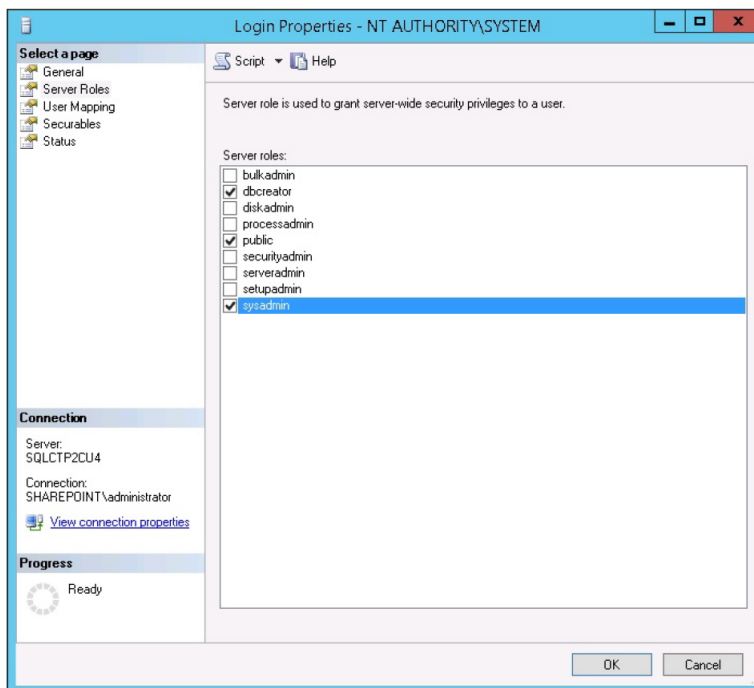 Login Properties - NT AUTHORITY\SYSTEM
x
Select a page
General
Server Roles
User Mapping
Securables
Status
Script
Help
Server role is used to grant server-wide security privileges to a user.
Server roles:
bulkadmin
dbcreator
diskadmin
processadmin
public
securityadmin
serveradmin
setupadmin
sysadmin
Connection
Server:
SQLCTP2CU4
Connection:
SHAREPOINT\administrator
View connection properties
Progress
Ready
OK
Cancel